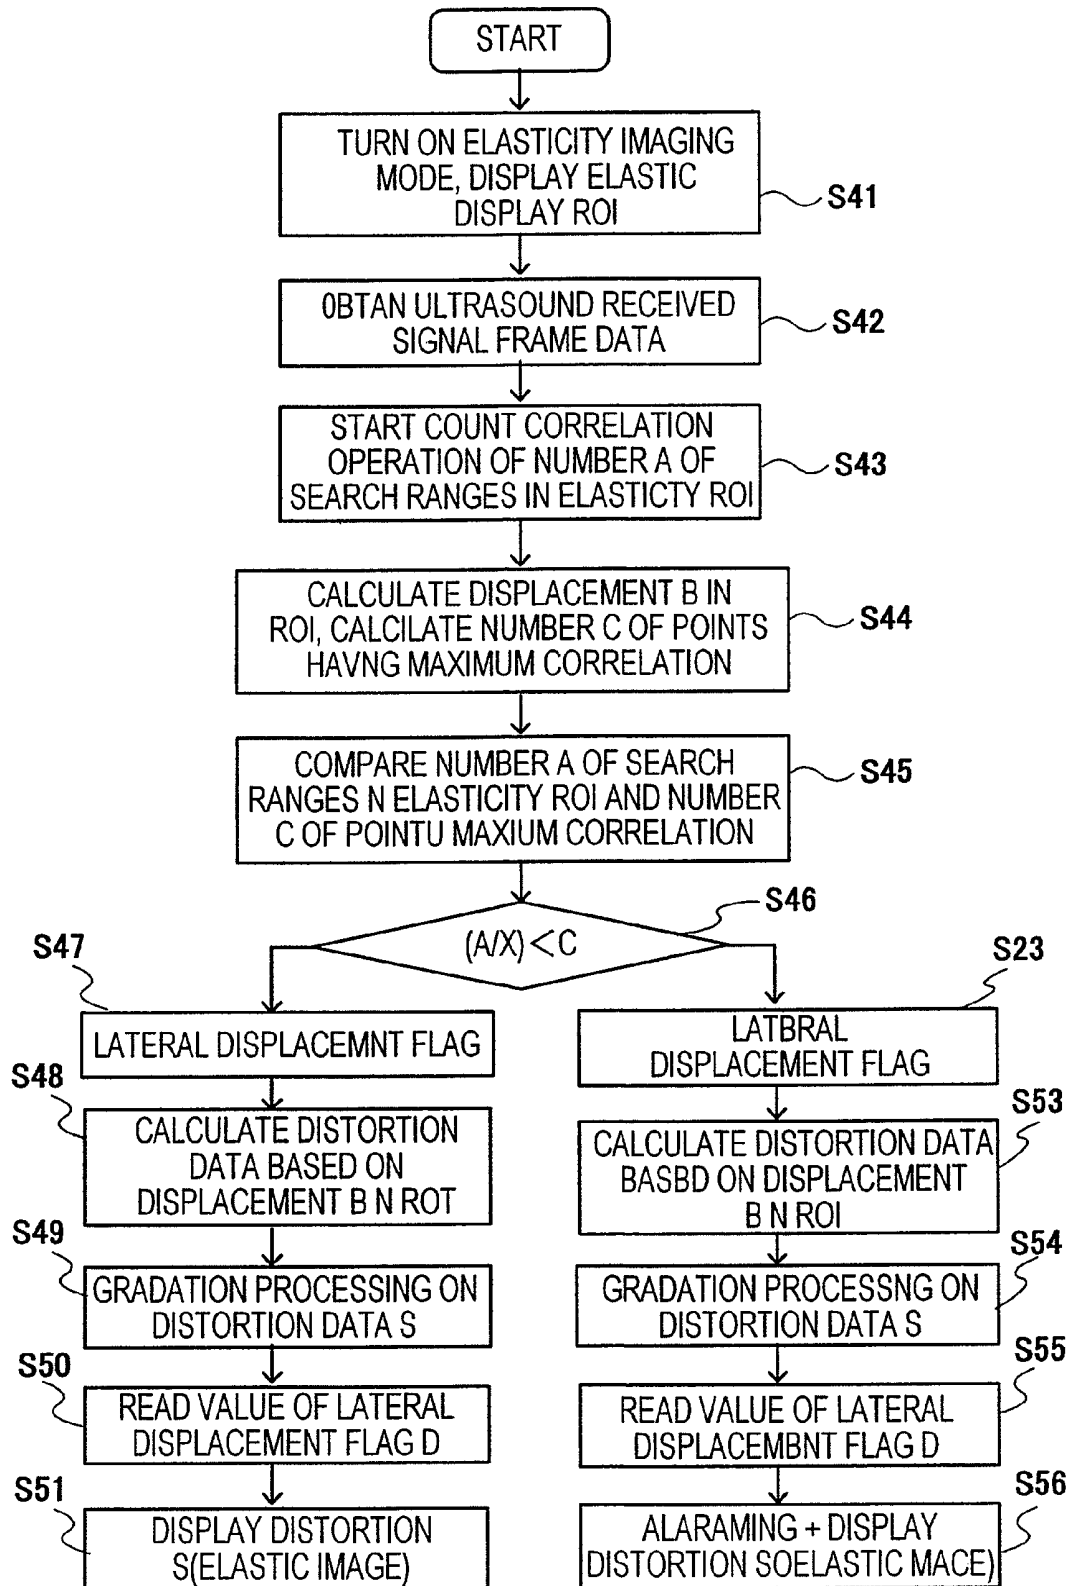 START
TURN ON ELASTICITY IMAGING
MODE, DISPLAY ELASTIC
DISPLAY ROI
S41
0BTAN ULTRASOUND RECEIVED
SIGNAL FRAME DATA
S42
START COUNT CORRELATION
OPERATION OF NUMBER A OF
SEARCH RANGES IN ELASTICTY ROI
S43
CALCULATE DISPLACEMENT B IN
ROI, CALCILATE NUMBER C OF POINTS
HAVNG MAXIMUM CORRELATION
S44
COMPARE NUMBER A OF SEARCH
RANGES N ELASTICITY ROI AND NUMBER
C OF POINTU MAXIUM CORRELATION
S45
(A/X)<C
S46
S47
LATERAL DISPLACEMNT FLAG
S48
CALCULATE DISTORTION
DATA BASED ON
DISPLACEMENT B N ROT
S49
GRADATION PROCESSING ON
DISTORTION DATA S
S50
READ VALUE OF LATERAL
DISPLACEMENT FLAG D
S51
DISPLAY DISTORTION
S(ELASTIC IMAGE)
S23
LATBRAL
DISPLACEMENT FLAG
S53
CALCULATE DISTORTION DATA
BASBD ON DISPLACEMENT
B N ROI
S54
GRADATION PROCESSNG ON
DISTORTION DATA S
S55
READ VALUE OF LATERAL
DISPLACEMBNT FLAG D
S56
ALARAMING + DISPLAY
DISTORTION SOELASTIC MACE)